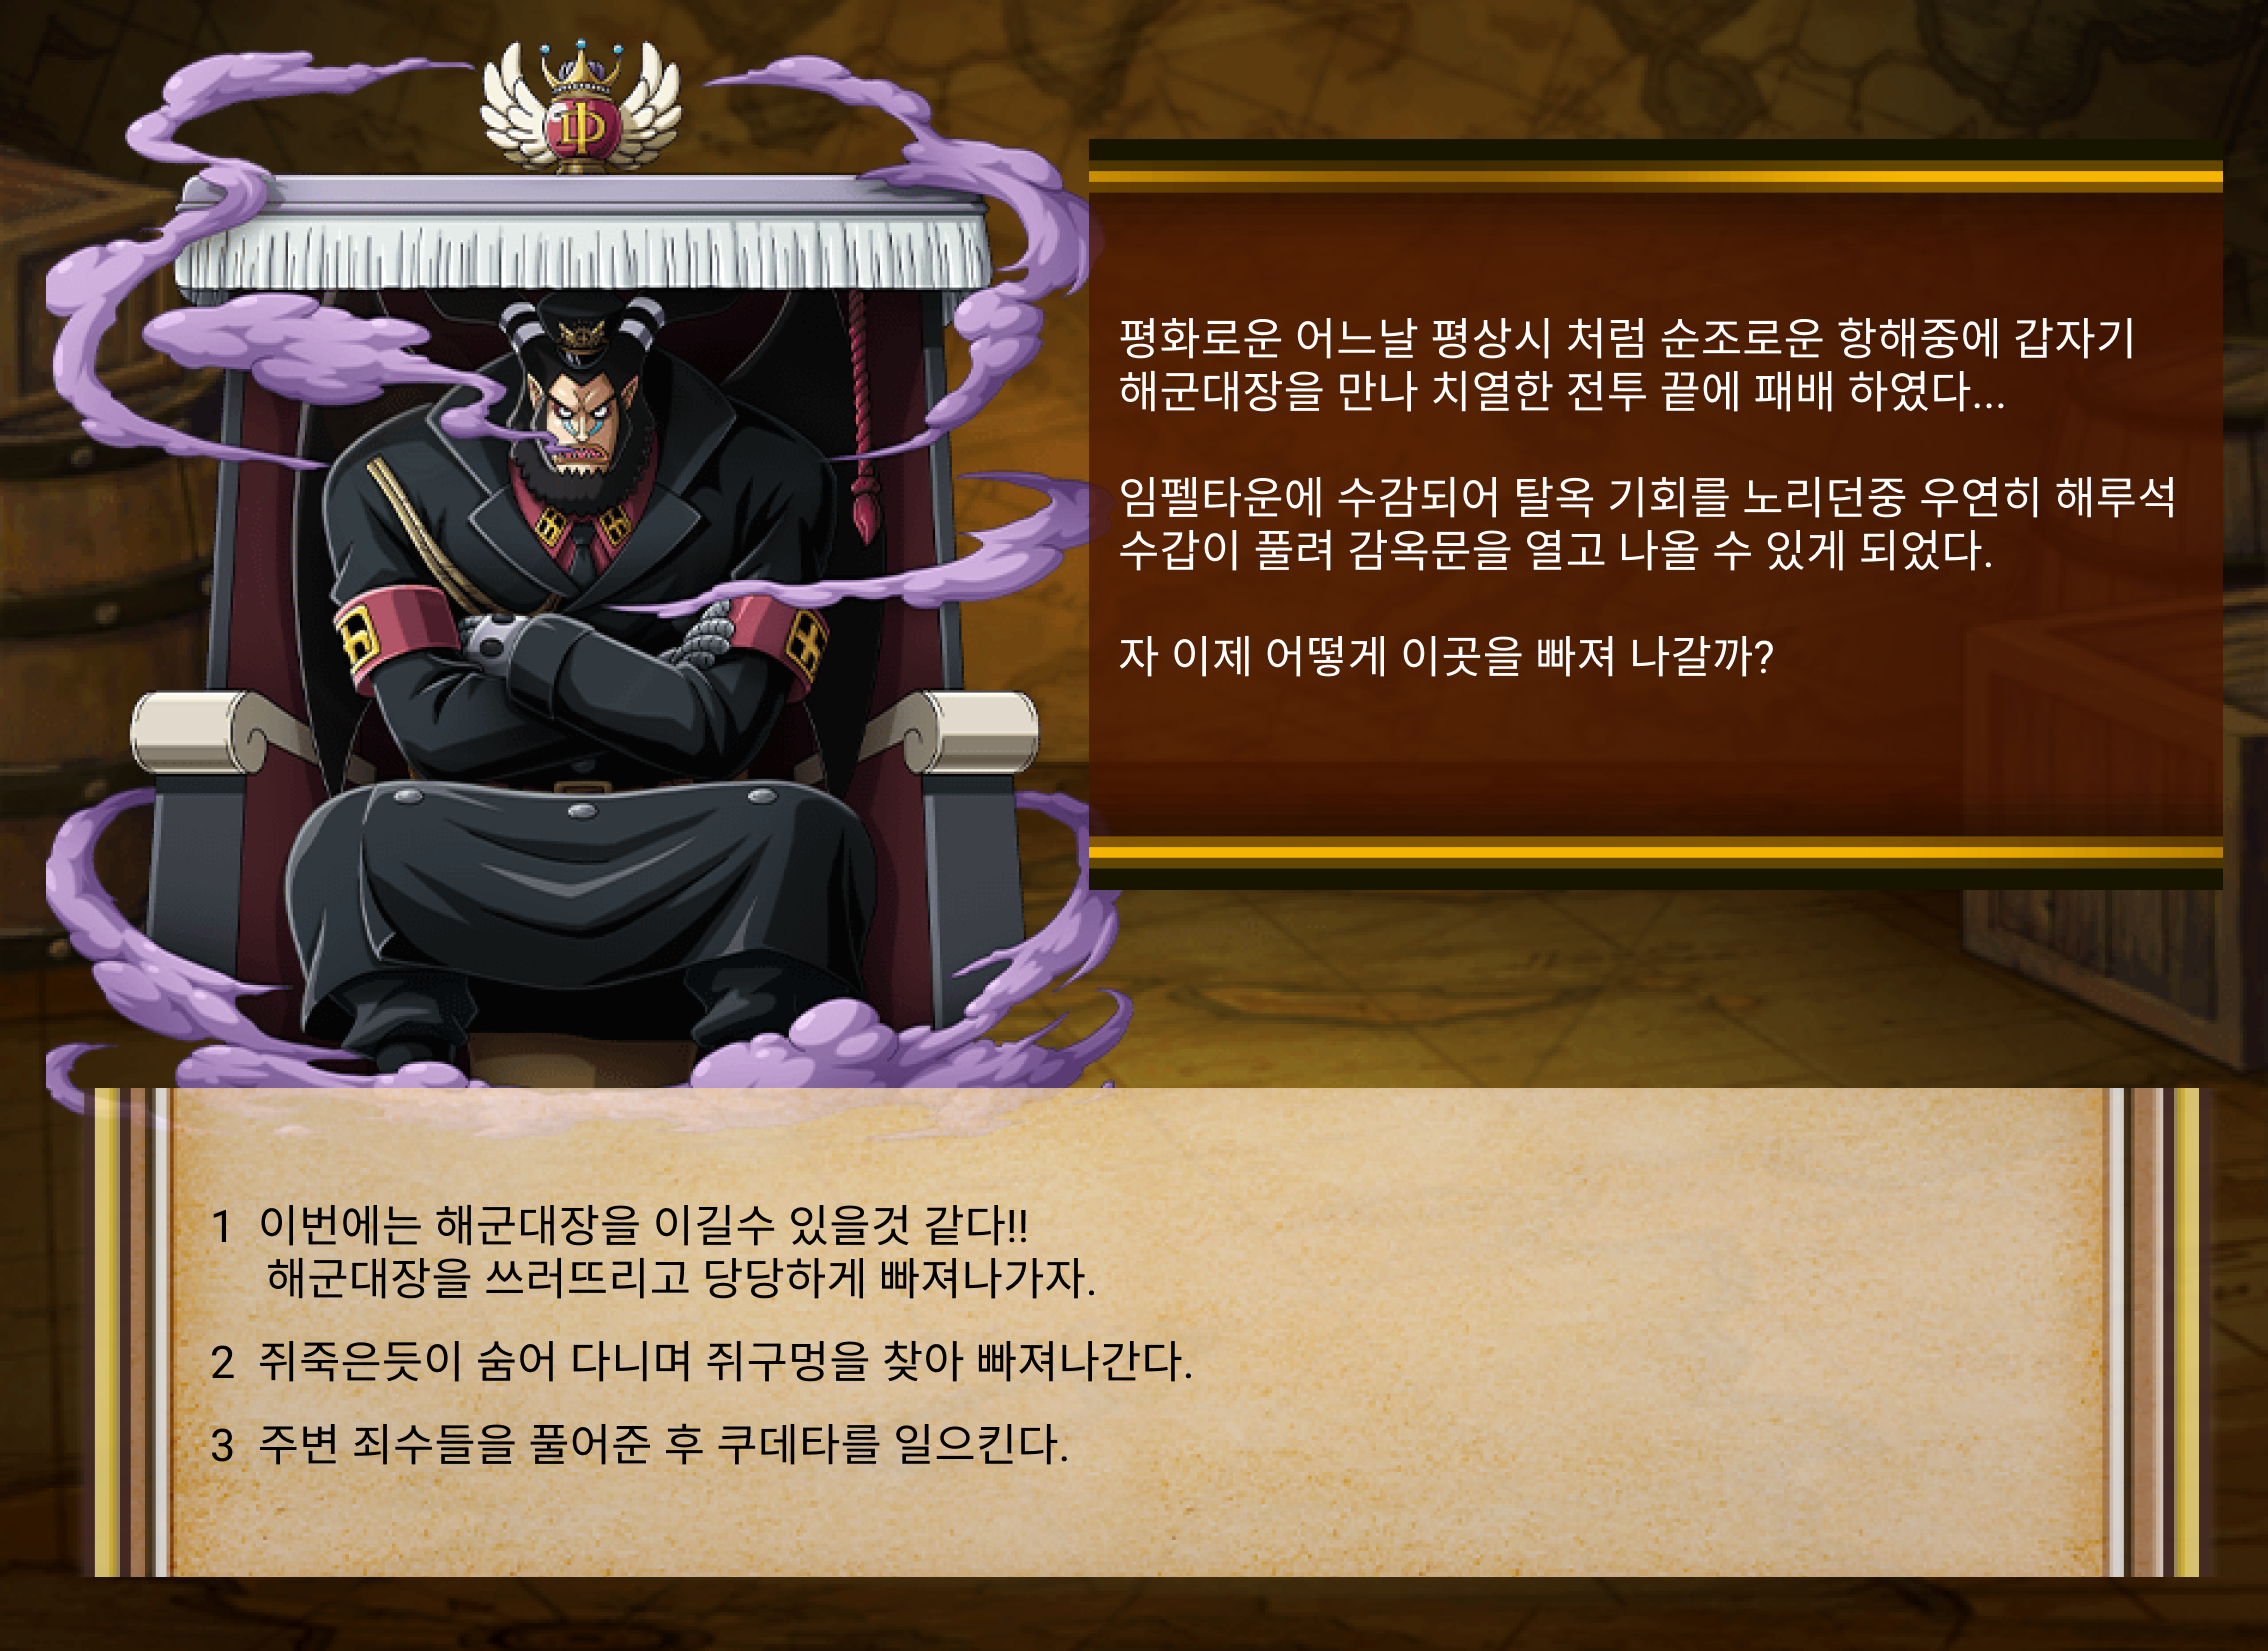 평화로운 어느날 평상시 처럼 순조로운 항해중에 갑자기
해군대장을 만나 치열한 전투 끝에 패배 하였다...
임펠타운에 수감되어 탈옥 기회를 노리던중 우연히 해루석
수갑이 풀려 감옥문을 열고 나올 수 있게 되었다.
자 이제 어떻게 이곳을 빠져 나갈까?
1 이번에는 해군대장을 이길수 있을것 같다!!
해군대장을 쓰러뜨리고 당당하게 빠져나가자.
2 쥐죽은듯이 숨어 다니며 쥐구멍을 찾아 빠져나간다.
3 주변 죄수들을 풀어준 후 쿠데타를 일으킨다.